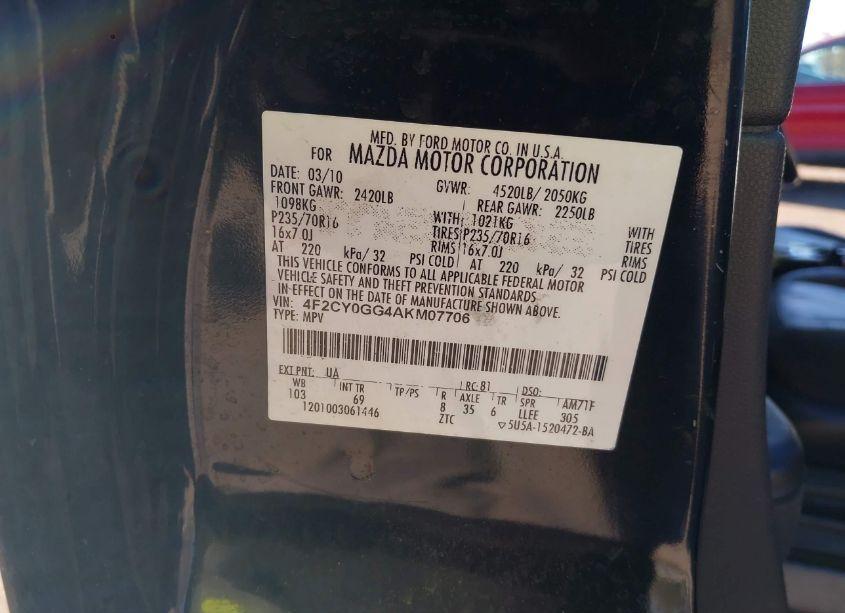 MFD. BY FORD MOTOR CO. IN U.S.A.
FOR MAZDA MOTOR CORPORATION
DATE: 03/10 GVWR: 4520LB/ 2050KG
FRONT GAWR: 2420LB REAR GAWR: 2250LB
1098KG WITH 1021KG WITH
P235/70R16 TIRES P235/70R16 TIRES
16x7.0J RIMS 16x7.0J RIMS
AT 220 kPa/ 32 PSI COLD AT 220 kPa/ 32 PSI COLD
THIS VEHICLE CONFORMS TO ALL APPLICABLE FEDERAL MOTOR
VEHICLE SAFETY AND THEFT PREVENTION STANDARDS
IN EFFECT ON THE DATE OF MANUFACTURE SHOWN ABOVE.
VIN: 4F2CY0GG4AKM07706
TYPE: MPV
EXT PNT: UA RC: 81 DSO:
WB INT TR TP/PS R AXLE TR SPR AM71F
103 69 8 35 6 LLEE 305
1201003061446 ZTC ▽5U5A-1520472-BA